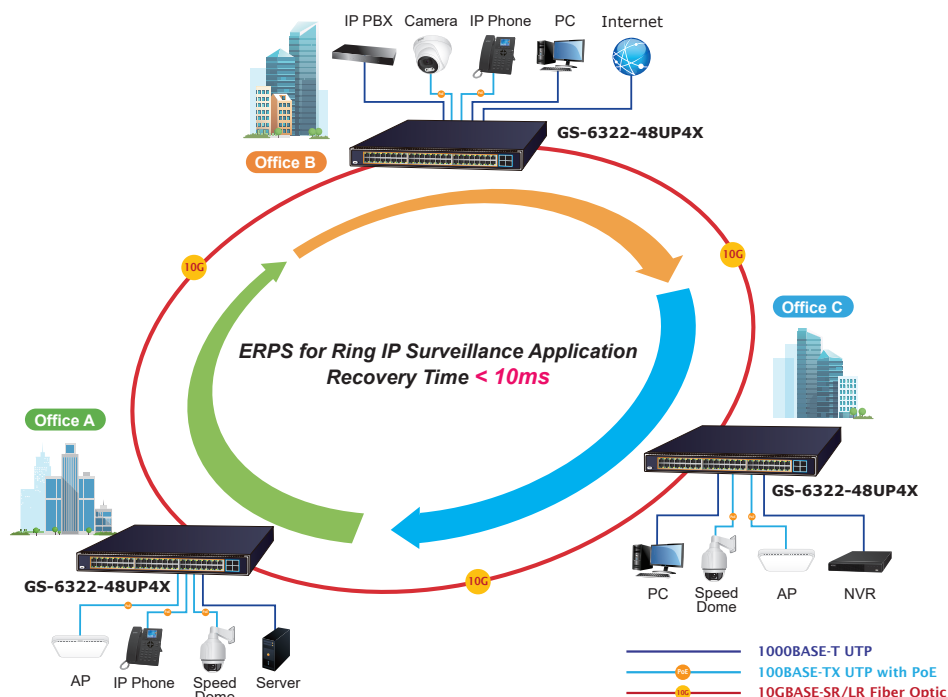 IP PBX
Camera
IP Phone
PC
Internet
GS-6322-48UP4X
Office B
10G
10G
Office C
ERPS for Ring IP Surveillance Application
Recovery Time < 10ms
Office A
GS-6322-48UP4X
GS-6322-48UP4X
10G
PC
Speed
Dome
AP
NVR
AP
IP Phone
Speed
Dome
Server
1000BASE-T UTP
PoE
100BASE-TX UTP with PoE
10G
10GBASE-SR/LR Fiber Optic